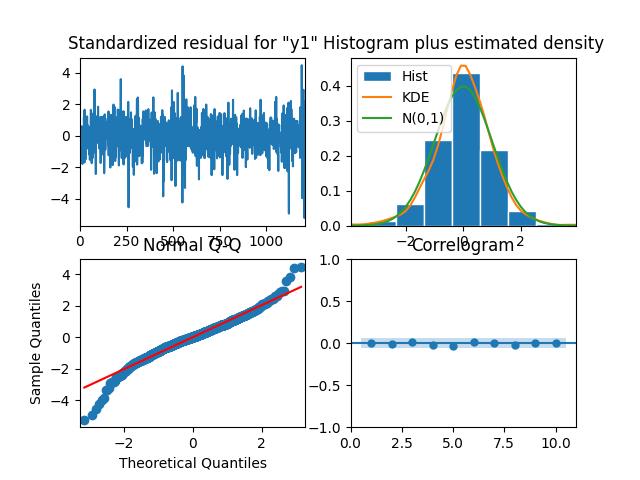 Standardized residual for "y1"
4
2
0
−2
−4
0 250 500 750 1000
Histogram plus estimated density
Hist
KDE
N(0,1)
0.4
0.3
0.2
0.1
0.0
−2 0 2
Normal Q-Q
Sample Quantiles
4
2
0
−2
−4
−2 0 2
Theoretical Quantiles
Correlogram
1.0
0.5
0.0
−0.5
−1.0
0.0 2.5 5.0 7.5 10.0